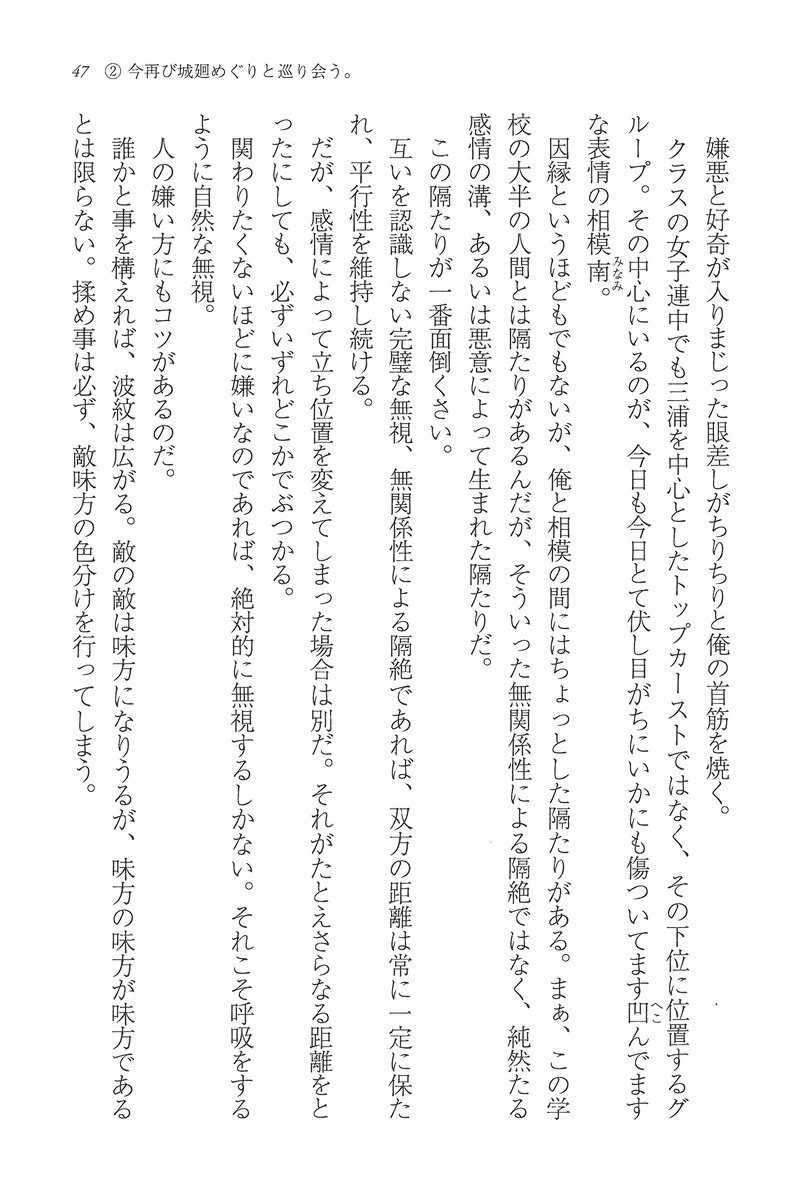 47　② 今再び城廻めぐりと巡り会う。
嫌悪と好奇が入りまじった眼差しがちりちりと俺の首筋を焼く。
クラスの女子連中でも三浦を中心としたトップカーストではなく、その下位に位置するグ
ループ。その中心にいるのが、今日も今日とて伏し目がちにいかにも傷ついてます凹んでます
な表情の相模南。
因縁というほどもでもないが、俺と相模の間にはちょっとした隔たりがある。まぁ、この学
校の大半の人間とは隔たりがあるんだが、そういった無関係性による隔絶ではなく、純然たる
感情の溝、あるいは悪意によって生まれた隔たりだ。
この隔たりが一番面倒くさい。
互いを認識しない完璧な無視、無関係性による隔絶であれば、双方の距離は常に一定に保た
れ、平行性を維持し続ける。
だが、感情によって立ち位置を変えてしまった場合は別だ。それがたとえさらなる距離をと
ったにしても、必ずいずれどこかでぶつかる。
関わりたくないほどに嫌いなのであれば、絶対的に無視するしかない。それこそ呼吸をする
ように自然な無視。
人の嫌い方にもコツがあるのだ。
誰かと事を構えれば、波紋は広がる。敵の敵は味方になりうるが、味方の味方が味方である
とは限らない。揉め事は必ず、敵味方の色分けを行ってしまう。
みなみ
へこ